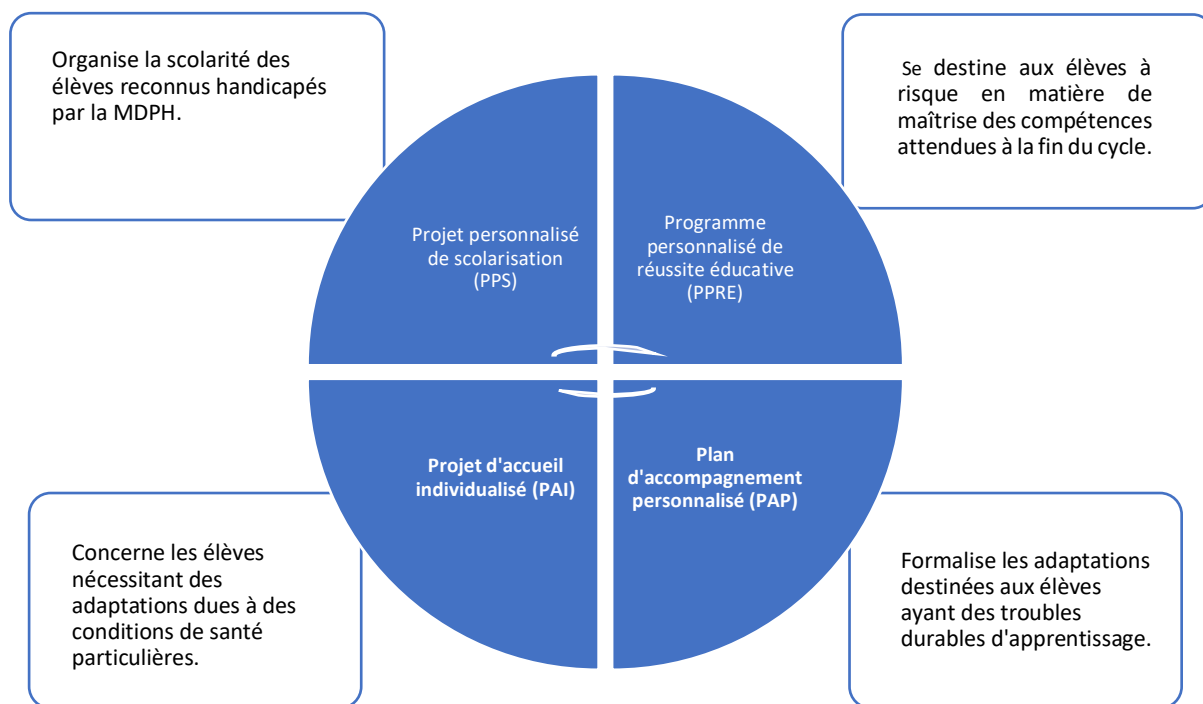 Organise la scolarité des
élèves reconnus handicapés
par la MDPH.
Se destine aux élèves à
risque en matière de
maîtrise des compétences
attendues à la fin du cycle.
Projet personnalisé
de scolarisation
(PPS)
Programme
personnalisé de
réussite éducative
(PPRE)
Projet d'accueil
individualisé (PAI)
Plan
d'accompagnement
personnalisé (PAP)
Concerne les élèves
nécessitant des
adaptations dues à des
conditions de santé
particulières.
Formalise les adaptations
destinées aux élèves
ayant des troubles
durables d'apprentissage.